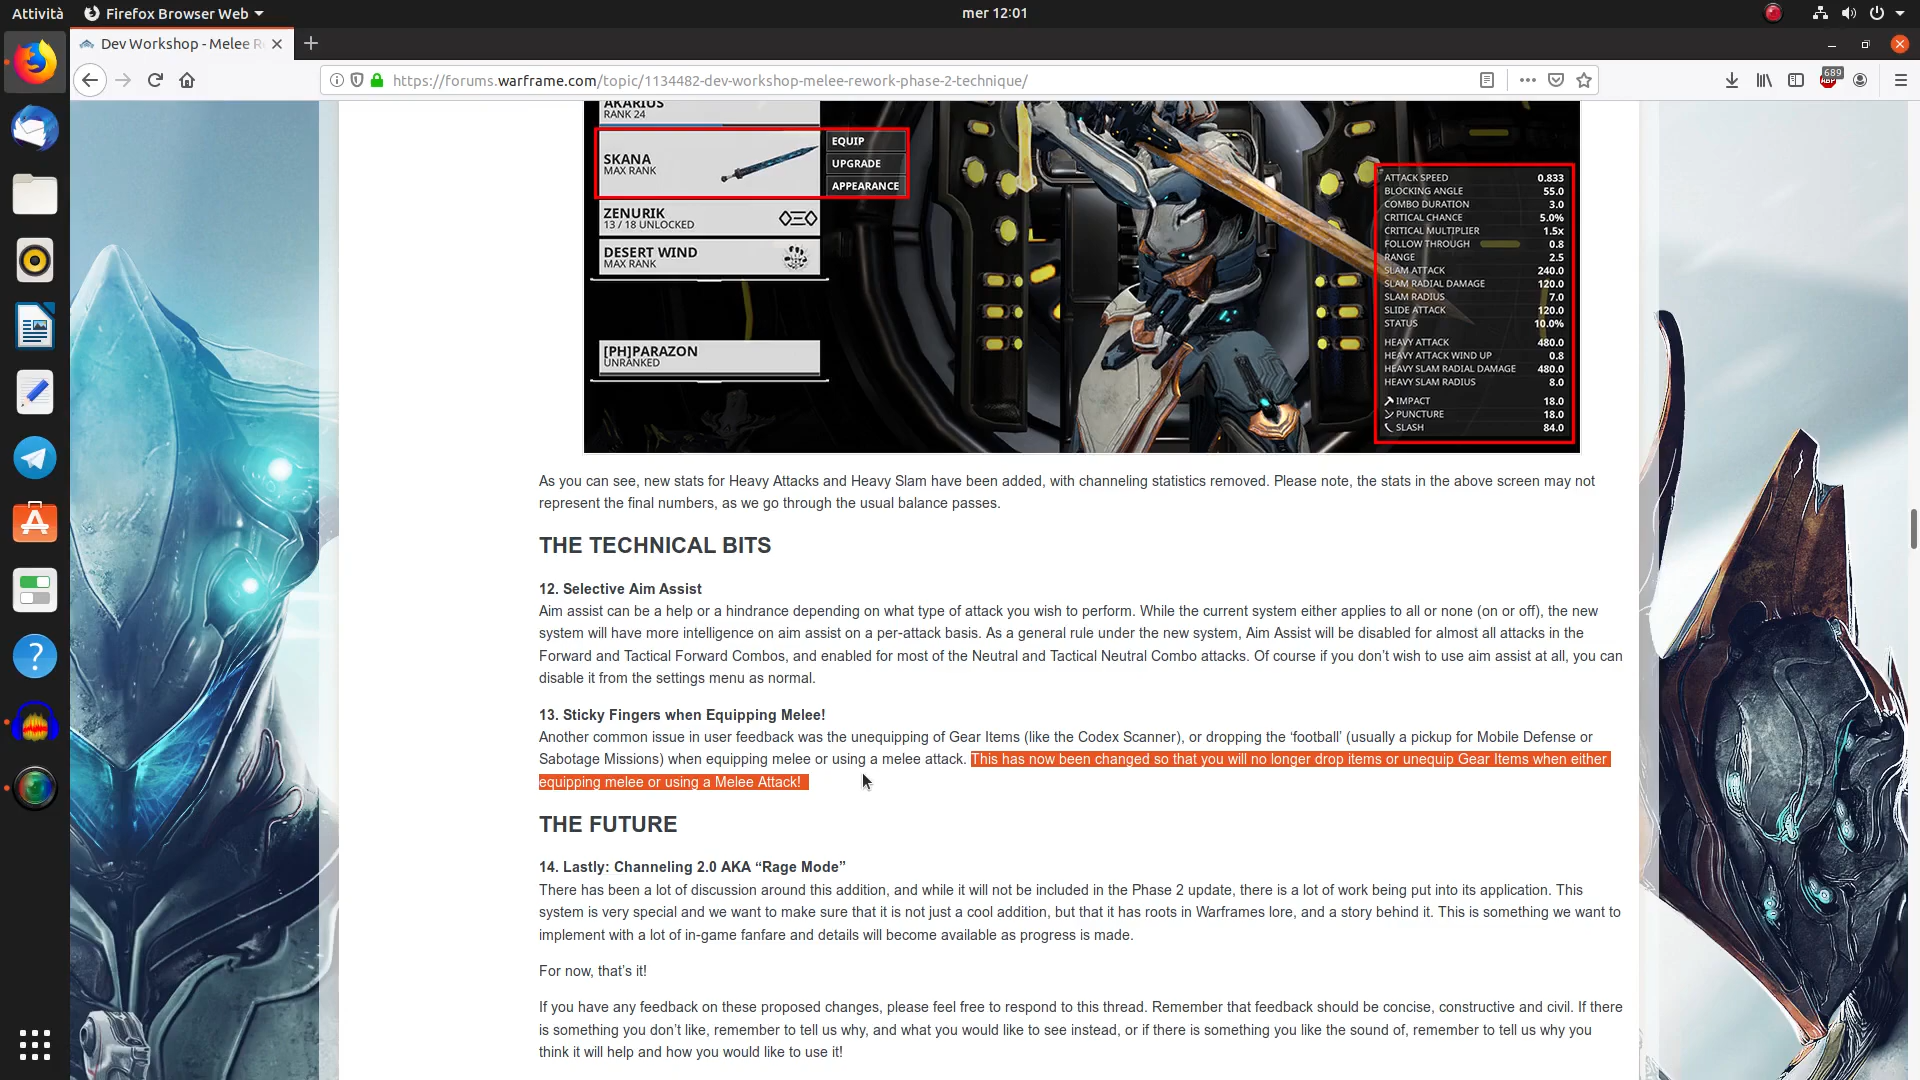 Attività Firefox Browser Web mer 12:01
Dev Workshop - Melee R
https://forums.warframe.com/topic/1134482-dev-workshop-melee-rework-phase-2-technique/ 689 ABP
AKARIUS
RANK 24
SKANA
MAX RANK
EQUIP
UPGRADE
APPEARANCE
ZENURIK
13 / 18 UNLOCKED
DESERT WIND
MAX RANK
[PH]PARAZON
UNRANKED
ATTACK SPEED 0.833
BLOCKING ANGLE 55.0
COMBO DURATION 3.0
CRITICAL CHANCE 5.0%
CRITICAL MULTIPLIER 1.5x
FOLLOW THROUGH 0.8
RANGE 2.5
SLAM ATTACK 240.0
SLAM RADIAL DAMAGE 120.0
SLAM RADIUS 7.0
SLIDE ATTACK 120.0
STATUS 10.0%
HEAVY ATTACK 480.0
HEAVY ATTACK WIND UP 0.8
HEAVY SLAM RADIAL DAMAGE 480.0
HEAVY SLAM RADIUS 8.0
IMPACT 18.0
PUNCTURE 18.0
SLASH 84.0
As you can see, new stats for Heavy Attacks and Heavy Slam have been added, with channeling statistics removed. Please note, the stats in the above screen may not
represent the final numbers, as we go through the usual balance passes.
THE TECHNICAL BITS
12. Selective Aim Assist
Aim assist can be a help or a hindrance depending on what type of attack you wish to perform. While the current system either applies to all or none (on or off), the new
system will have more intelligence on aim assist on a per-attack basis. As a general rule under the new system, Aim Assist will be disabled for almost all attacks in the
Forward and Tactical Forward Combos, and enabled for most of the Neutral and Tactical Neutral Combo attacks. Of course if you don’t wish to use aim assist at all, you can
disable it from the settings menu as normal.
13. Sticky Fingers when Equipping Melee!
Another common issue in user feedback was the unequipping of Gear Items (like the Codex Scanner), or dropping the ‘football’ (usually a pickup for Mobile Defense or
Sabotage Missions) when equipping melee or using a melee attack. This has now been changed so that you will no longer drop items or unequip Gear Items when either
equipping melee or using a Melee Attack!
THE FUTURE
14. Lastly: Channeling 2.0 AKA “Rage Mode”
There has been a lot of discussion around this addition, and while it will not be included in the Phase 2 update, there is a lot of work being put into its application. This
system is very special and we want to make sure that it is not just a cool addition, but that it has roots in Warframes lore, and a story behind it. This is something we want to
implement with a lot of in-game fanfare and details will become available as progress is made.
For now, that’s it!
If you have any feedback on these proposed changes, please feel free to respond to this thread. Remember that feedback should be concise, constructive and civil. If there
is something you don’t like, remember to tell us why, and what you would like to see instead, or if there is something you like the sound of, remember to tell us why you
think it will help and how you would like to use it!